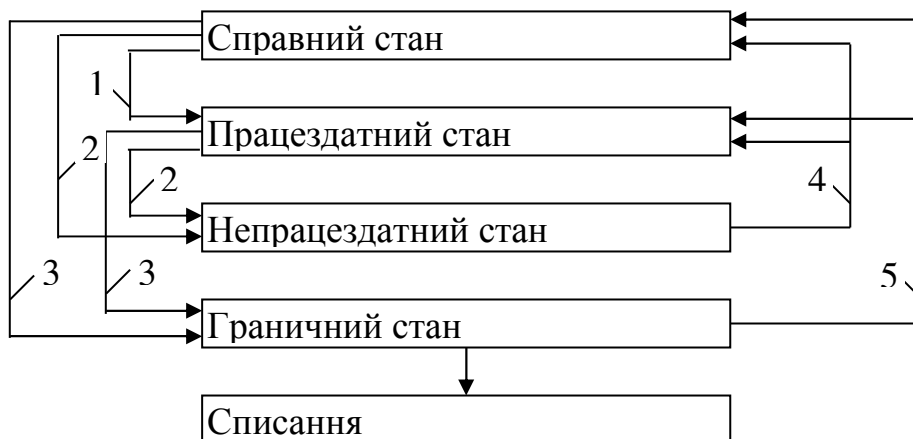 Справний стан
1
Працездатний стан
2
2
4
Непрацездатний стан
3
3
5
Граничний стан
Списання